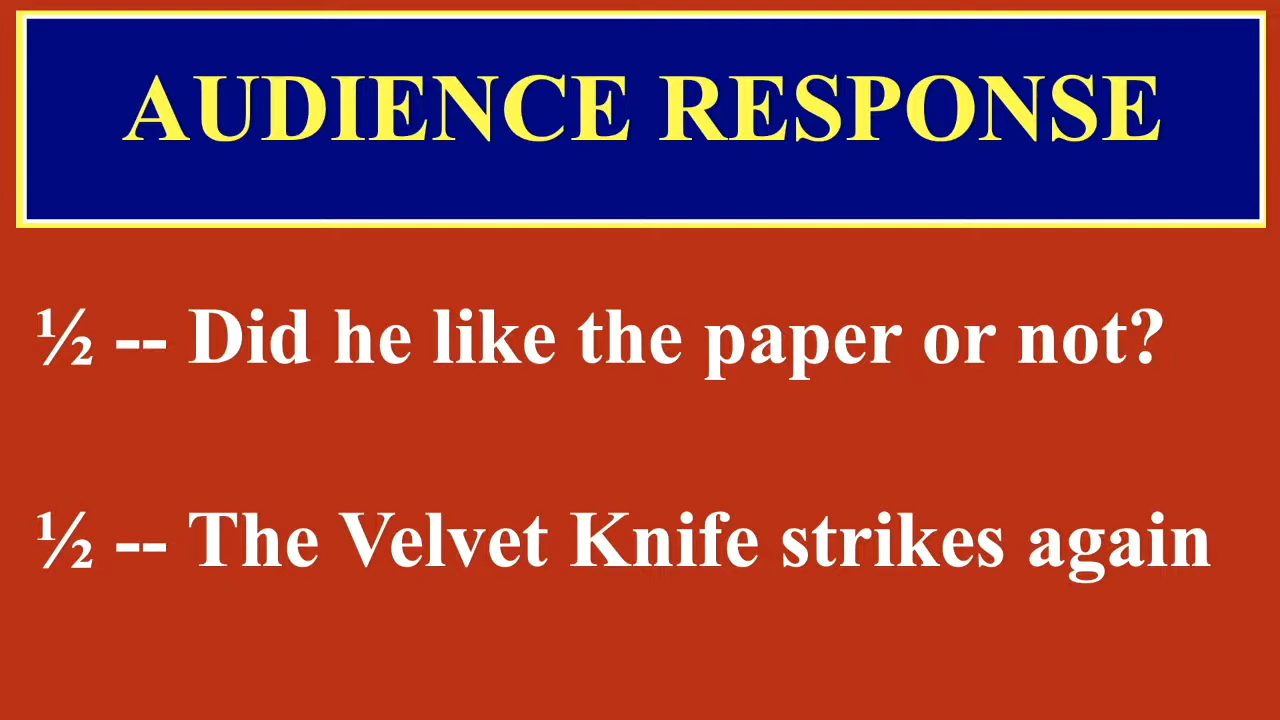 AUDIENCE RESPONSE
½ -- Did he like the paper or not?
½ -- The Velvet Knife strikes again